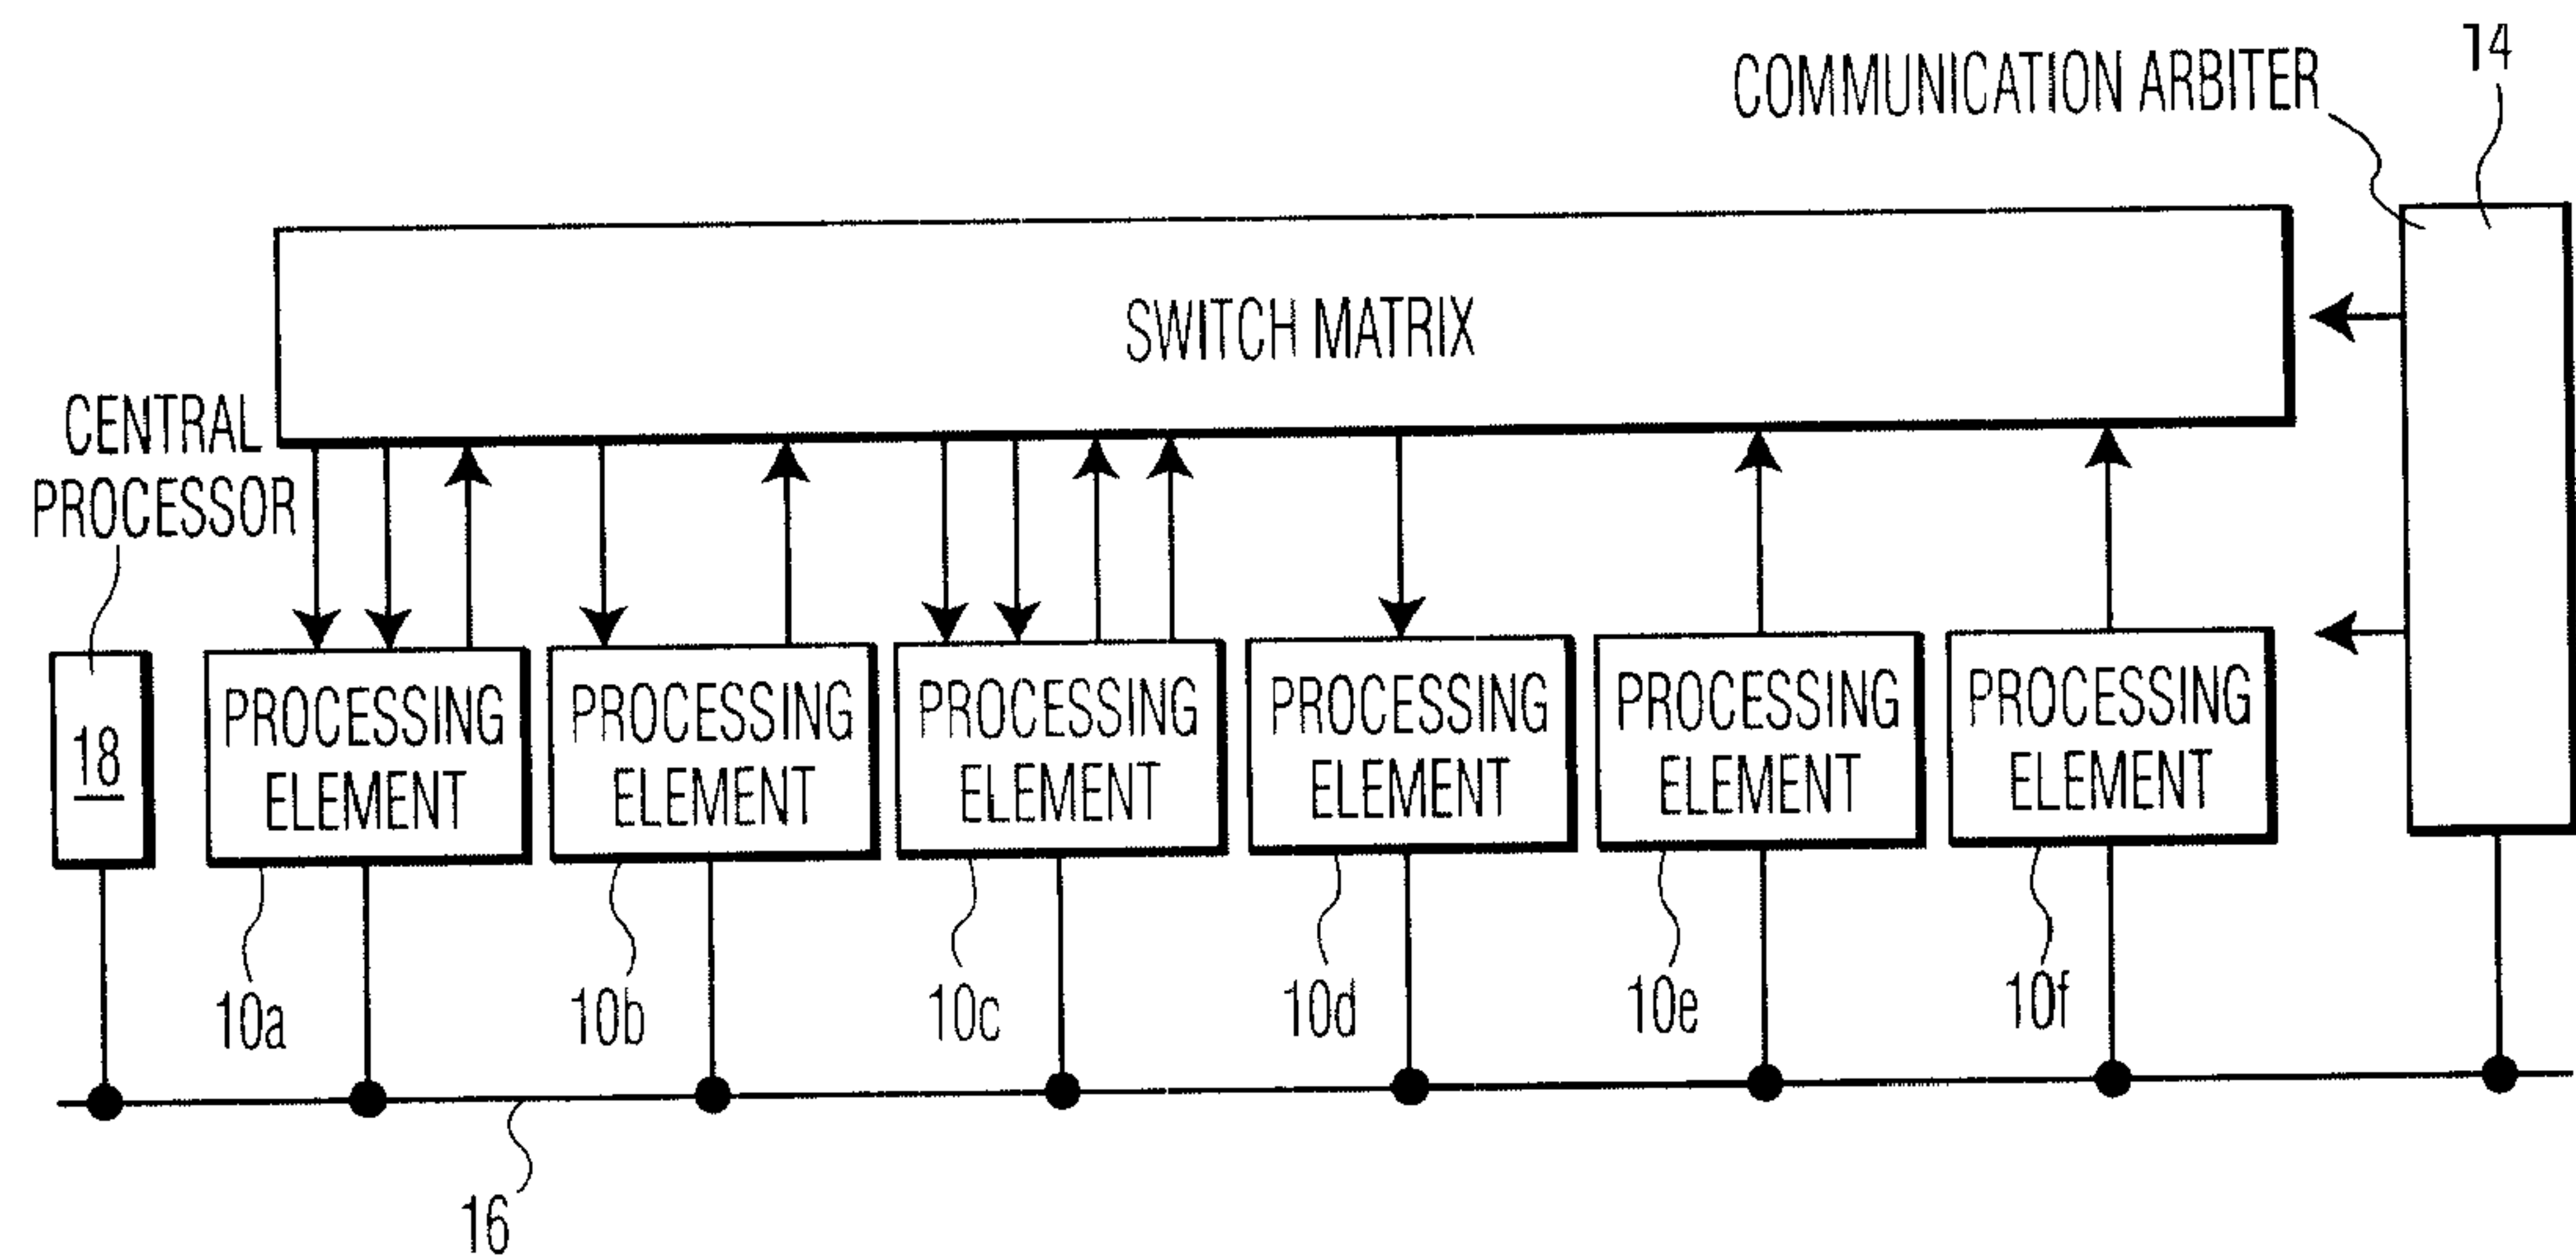 14
COMMUNICATION ARBITER
SWITCH MATRIX
CENTRAL
PROCESSOR
18
PROCESSING
ELEMENT
PROCESSING
ELEMENT
PROCESSING
ELEMENT
PROCESSING
ELEMENT
PROCESSING
ELEMENT
PROCESSING
ELEMENT
10a
10b
10c
10d
10e
10f
16